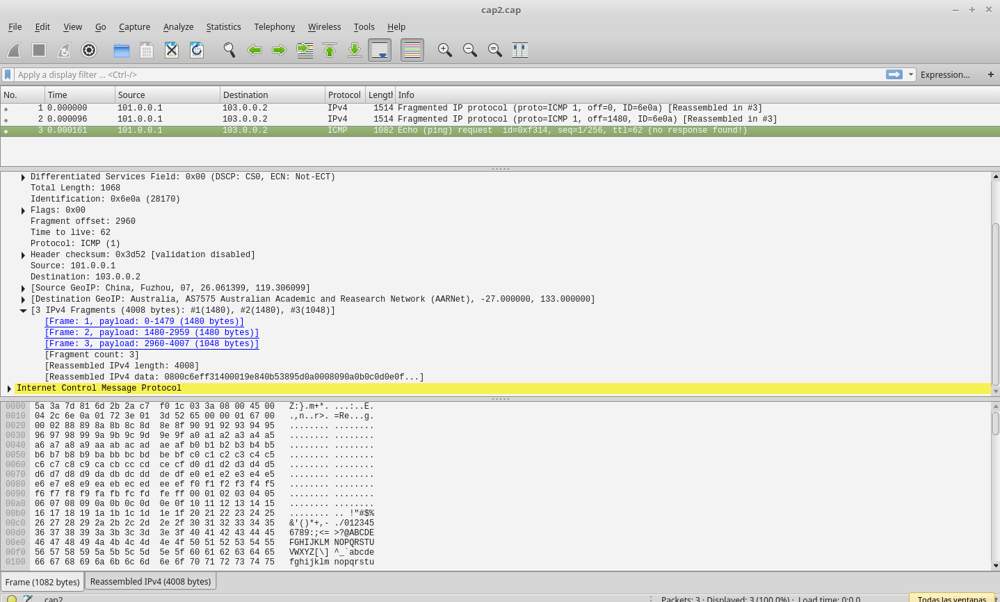 cap2.cap
File Edit View Go Capture Analyze Statistics Telephony Wireless Tools Help
Apply a display filter ... <Ctrl-/> Expression... +
No. Time Source Destination Protocol Length Info
1 0.000000 101.0.0.1 103.0.0.2 IPv4 1514 Fragmented IP protocol (proto=ICMP 1, off=0, ID=6e0a) [Reassembled in #3]
2 0.000096 101.0.0.1 103.0.0.2 IPv4 1514 Fragmented IP protocol (proto=ICMP 1, off=1480, ID=6e0a) [Reassembled in #3]
3 0.000161 101.0.0.1 103.0.0.2 ICMP 1082 Echo (ping) request  id=0xf314, seq=1/256, ttl=62 (no response found!)
Differentiated Services Field: 0x00 (DSCP: CS0, ECN: Not-ECT)
Total Length: 1068
Identification: 0x6e0a (28170)
Flags: 0x00
Fragment offset: 2960
Time to live: 62
Protocol: ICMP (1)
Header checksum: 0x3d52 [validation disabled]
Source: 101.0.0.1
Destination: 103.0.0.2
[Source GeoIP: China, Fuzhou, 07, 26.061399, 119.306099]
[Destination GeoIP: Australia, AS7575 Australian Academic and Reasearch Network (AARNet), -27.000000, 133.000000]
[3 IPv4 Fragments (4008 bytes): #1(1480), #2(1480), #3(1048)]
[Frame: 1, payload: 0-1479 (1480 bytes)]
[Frame: 2, payload: 1480-2959 (1480 bytes)]
[Frame: 3, payload: 2960-4007 (1048 bytes)]
[Fragment count: 3]
[Reassembled IPv4 length: 4008]
[Reassembled IPv4 data: 0800c6eff31400019e840b53895d0a0008090a0b0c0d0e0f...]
Internet Control Message Protocol
0000 5a 3a 7d 81 6d 2b 2a c7 f0 1c 03 3a 08 00 45 00 Z:}.m+*. ...:..E.
0010 04 2c 6e 0a 01 72 3e 01 3d 52 65 00 00 01 67 00 .,n..r>. =Re...g.
0020 00 02 88 89 8a 8b 8c 8d 8e 8f 90 91 92 93 94 95 ........ ........
0030 96 97 98 99 9a 9b 9c 9d 9e 9f a0 a1 a2 a3 a4 a5 ........ ........
0040 a6 a7 a8 a9 aa ab ac ad ae af b0 b1 b2 b3 b4 b5 ........ ........
0050 b6 b7 b8 b9 ba bb bc bd be bf c0 c1 c2 c3 c4 c5 ........ ........
0060 c6 c7 c8 c9 ca cb cc cd ce cf d0 d1 d2 d3 d4 d5 ........ ........
0070 d6 d7 d8 d9 da db dc dd de df e0 e1 e2 e3 e4 e5 ........ ........
0080 e6 e7 e8 e9 ea eb ec ed ee ef f0 f1 f2 f3 f4 f5 ........ ........
0090 f6 f7 f8 f9 fa fb fc fd fe ff 00 01 02 03 04 05 ........ ........
00a0 06 07 08 09 0a 0b 0c 0d 0e 0f 10 11 12 13 14 15 ........ ........
00b0 16 17 18 19 1a 1b 1c 1d 1e 1f 20 21 22 23 24 25 ........ .. !"#$%
00c0 26 27 28 29 2a 2b 2c 2d 2e 2f 30 31 32 33 34 35 &'()*+,- ./012345
00d0 36 37 38 39 3a 3b 3c 3d 3e 3f 40 41 42 43 44 45 6789:;<= >?@ABCDE
00e0 46 47 48 49 4a 4b 4c 4d 4e 4f 50 51 52 53 54 55 FGHIJKLM NOPQRSTU
00f0 56 57 58 59 5a 5b 5c 5d 5e 5f 60 61 62 63 64 65 VWXYZ[\] ^_`abcde
0100 66 67 68 69 6a 6b 6c 6d 6e 6f 70 71 72 73 74 75 fghijklm nopqrstu
Frame (1082 bytes) Reassembled IPv4 (4008 bytes)
cap2 Packets: 3 · Displayed: 3 (100.0%) · Load time: 0:0.0 Todas las ventanas